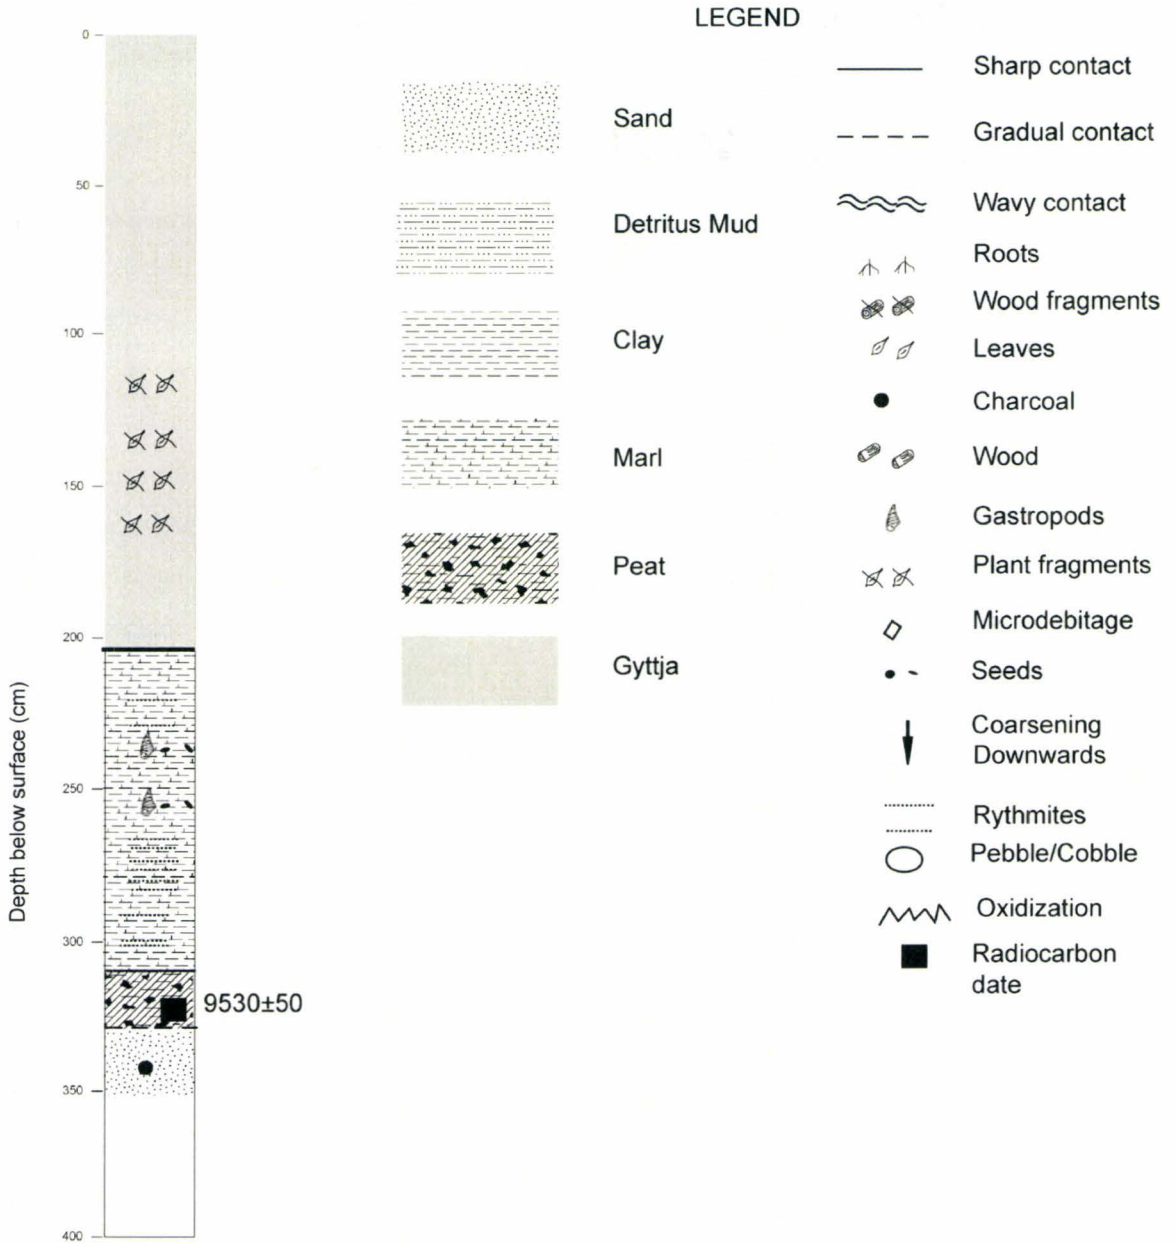 LEGEND
0
50
100
150
200
250
300
350
400
Depth below surface (cm)
9530±50
Sand
Detritus Mud
Clay
Marl
Peat
Gyttja
Sharp contact
Gradual contact
Wavy contact
Roots
Wood fragments
Leaves
Charcoal
Wood
Gastropods
Plant fragments
Microdebitage
Seeds
Coarsening
Downwards
Rythmites
Pebble/Cobble
Oxidization
Radiocarbon
date